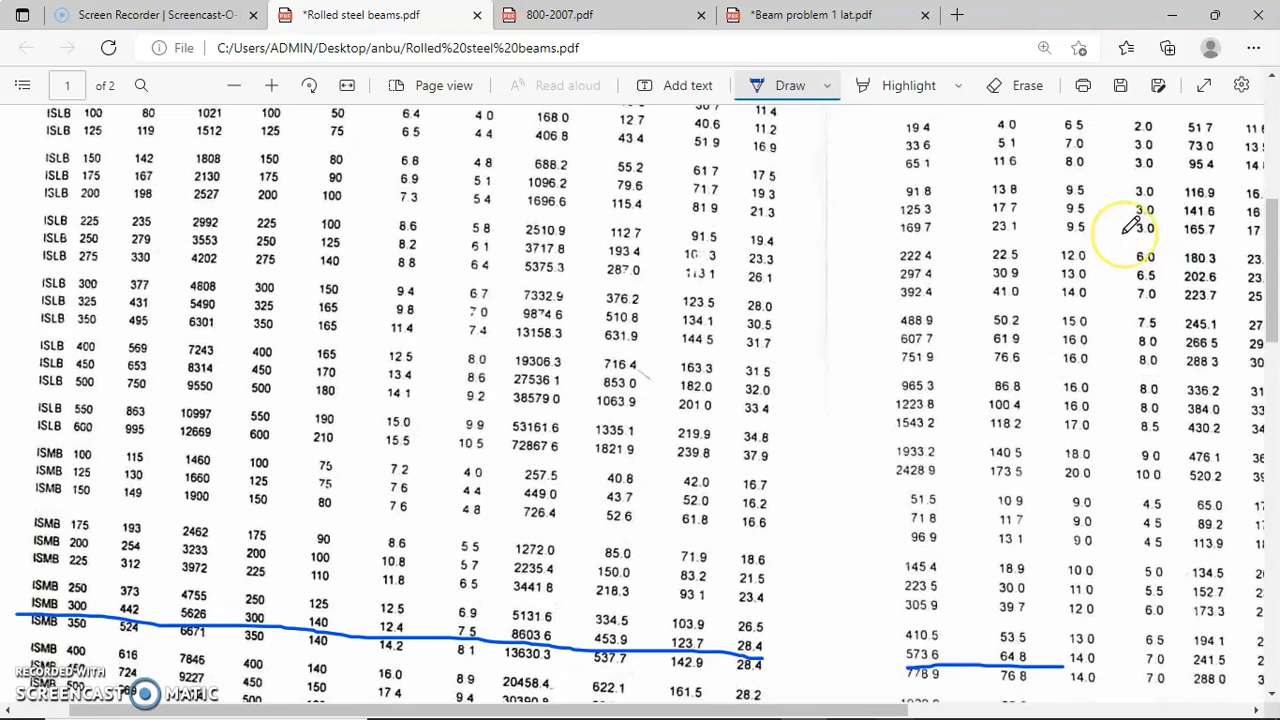 Screen Recorder | Screencast-O- *Rolled steel beams.pdf 800-2007.pdf *Beam problem 1 lat.pdf
File C:/Users/ADMIN/Desktop/anbu/Rolled%20steel%20beams.pdf
1 of 2 Page view Read aloud Add text Draw Highlight Erase
11 4 19 4 4 0 6 5 2.0 51 7
ISLB 100 80 1021 100 50 6.4 4 0 168 0 12.7 40.6 11.2 33 6 5 1 7.0 3.0 73.0
ISLB 125 119 1512 125 75 6.5 4 4 406 8 43 4 51.9 16.9 65 1 11 6 8.0 3.0 95 4
ISLB 150 142 1808 150 80 6 8 4 8 688.2 55.2 61.7 17.5 91 8 13 8 9 5 3.0 116.9
ISLB 175 167 2130 175 90 6.9 5 1 1096.2 79.6 71.7 19.3 125 3 17 7 9 5 3.0 141 6
ISLB 200 198 2527 200 100 7.3 5 4 1696.6 115.4 81 9 21.3 169 7 23 1 9.5 3.0 165.7
ISLB 225 235 2992 225 100 8.6 5 8 2510.9 112.7 91.5 19.4 222 4 22 5 12 0 6.0 180.3
ISLB 250 279 3553 250 125 8.2 6 1 3717.8 193.4 23.3 297 4 30 9 13 0 6.5 202 6
ISLB 275 330 4202 275 140 8 8 6 4 5375.3 287.0 26.1 392 4 41 0 14 0 7.0 223.7
ISLB 300 377 4808 300 150 9 4 6 7 7332.9 376.2 123 5 28.0 488 9 50 2 15 0 7.5 245.1
ISLB 325 431 5490 325 165 9 8 7 0 9874 6 510 8 134 1 30.5 607 7 61 9 16 0 8 0 266 5
ISLB 350 495 6301 350 165 11.4 7 4 13158 3 631.9 144 5 31.7 751 9 76 6 16 0 8 0 288 3
ISLB 400 569 7243 400 165 12 5 8 0 19306 3 716 4 163.3 31 5 965 3 86 8 16 0 8.0 336 2
ISLB 450 653 8314 450 170 13 4 8 6 27536 1 853 0 182.0 32.0 1223 8 100 4 16 0 8 0 384 0
ISLB 500 750 9550 500 180 14 1 9 2 38579 0 1063 9 201 0 33 4 1543 2 118 2 17.0 8.5 430 2
ISLB 550 863 10997 550 190 15 0 9 9 53161 6 1335.1 219.9 34.8 1933.2 140 5 18.0 9 0 476.1
ISLB 600 995 12669 600 210 15.5 10 5 72867 6 1821.9 239.8 37.9 2428 9 173 5 20 0 10 0 520.2
ISMB 100 115 1460 100 75 7.2 4 0 257.5 40.8 42.0 16.7 51.5 10 9 9.0 4.5 65 0
ISMB 125 130 1660 125 75 7 6 4 4 449.0 43.7 52 0 16.2 71 8 11 7 9 0 4 5 89.2
ISMB 150 149 1900 150 80 7 6 4 8 726.4 52.6 61.8 16.6 96 9 13 1 9 0 4 5 113.9
ISMB 175 193 2462 175 90 8.6 5 5 1272 0 85.0 71.9 18.6 145 4 18.9 10 0 5 0 134.5
ISMB 200 254 3233 200 100 10.8 5 7 2235.4 150.0 83.2 21.5 223 5 30 0 11 0 5.5 152.7
ISMB 225 312 3972 225 110 11.8 6 5 3441.8 218.3 93 1 23.4 305 9 39.7 12 0 6.0 173.3
ISMB 250 373 4755 250 125 12.5 6.9 5131 6 334.5 103.9 26.5 410 5 53 5 13.0 6 5 194.1
ISMB 300 442 5626 300 140 12.4 7 5 8603 6 453.9 123.7 28.4 573 6 64.8 14 0 7.0 241.5
ISMB 350 524 6671 350 140 14.2 8 1 13630.3 537.7 142.9 28.4 778 9 76 8 14.0 7 0 288 0
ISMB 400 616 7846 400 140 16.0 8 9 20458.4 622.1 161.5 28.2
724 9227 450 150 17 4 9 4
RECORDED WITH
SCREENCAST MATIC